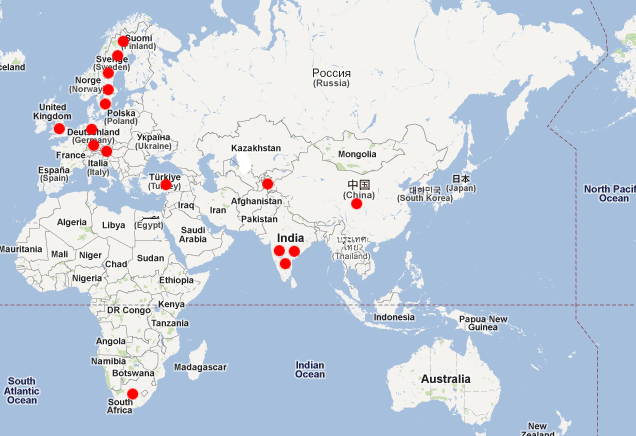 Suomi
(Finland)
celand
Sverige
(Sweden)
Norge
(Norway)
Россия
(Russia)
United
Kingdom
Polska
(Poland)
Deutschland
(Germany)
Україна
(Ukraine)
France
Kazakhstan
Mongolia
Italia
(Italy)
España
(Spain)
Türkiye
(Turkey)
中国
(China)
日本
(Japan)
대한민국
(South Korea)
North Pacif
Ocean
Afghanistan
Iraq
Iran
Pakistan
Algeria
Libya
مصر
(Egypt)
Saudi
Arabia
India
ประเทศ
ไทย
(Thailand)
Mauritania
Mali
Niger
Chad
Sudan
Nigeria
Ethiopia
DR Congo
Kenya
Tanzania
Indonesia
Papua New
Guinea
Angola
Namibia
Botswana
Madagascar
Indian
Ocean
South
Atlantic
Ocean
Australia
South
Africa
New
Zealand